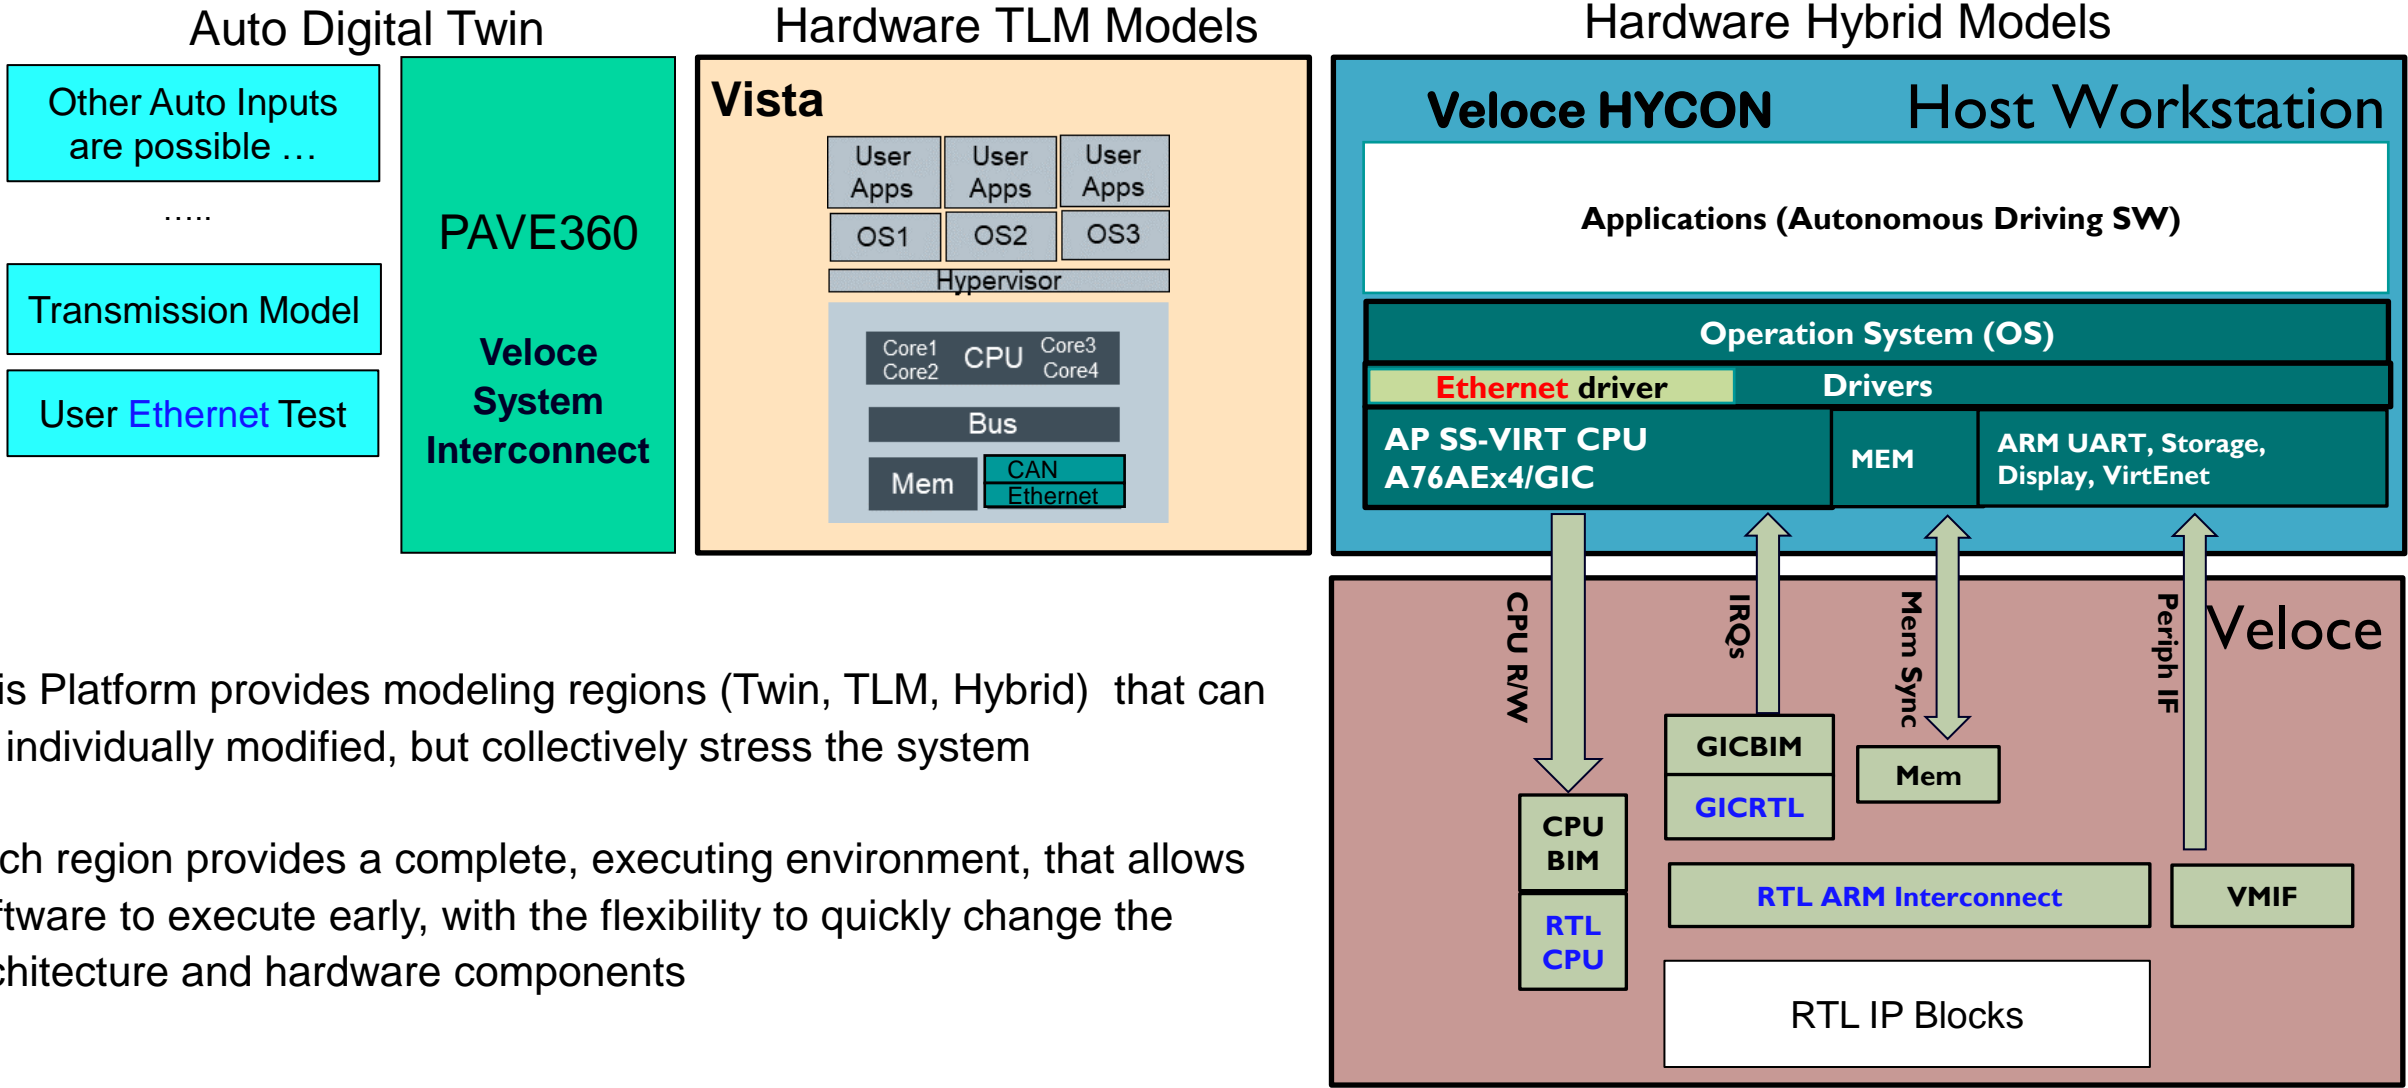 Auto Digital Twin
Other Auto Inputs
are possible …
…..
Transmission Model
User Ethernet Test
PAVE360
Veloce
System
Interconnect
Hardware TLM Models
Vista
User
Apps
User
Apps
User
Apps
OS1
OS2
OS3
Hypervisor
Core1
Core2
CPU
Core3
Core4
Bus
Mem
CAN
Ethernet
Hardware Hybrid Models
Veloce HYCON
Host Workstation
Applications (Autonomous Driving SW)
Operation System (OS)
Ethernet driver
Drivers
AP SS-VIRT CPU
A76AEx4/GIC
MEM
ARM UART, Storage,
Display, VirtEnet
CPU R/W
IRQs
Mem Sync
Periph IF
Veloce
GICBIM
GICRTL
Mem
CPU
BIM
RTL
CPU
RTL ARM Interconnect
VMIF
RTL IP Blocks
is Platform provides modeling regions (Twin, TLM, Hybrid) that can
individually modified, but collectively stress the system
ch region provides a complete, executing environment, that allows
ftware to execute early, with the flexibility to quickly change the
chitecture and hardware components